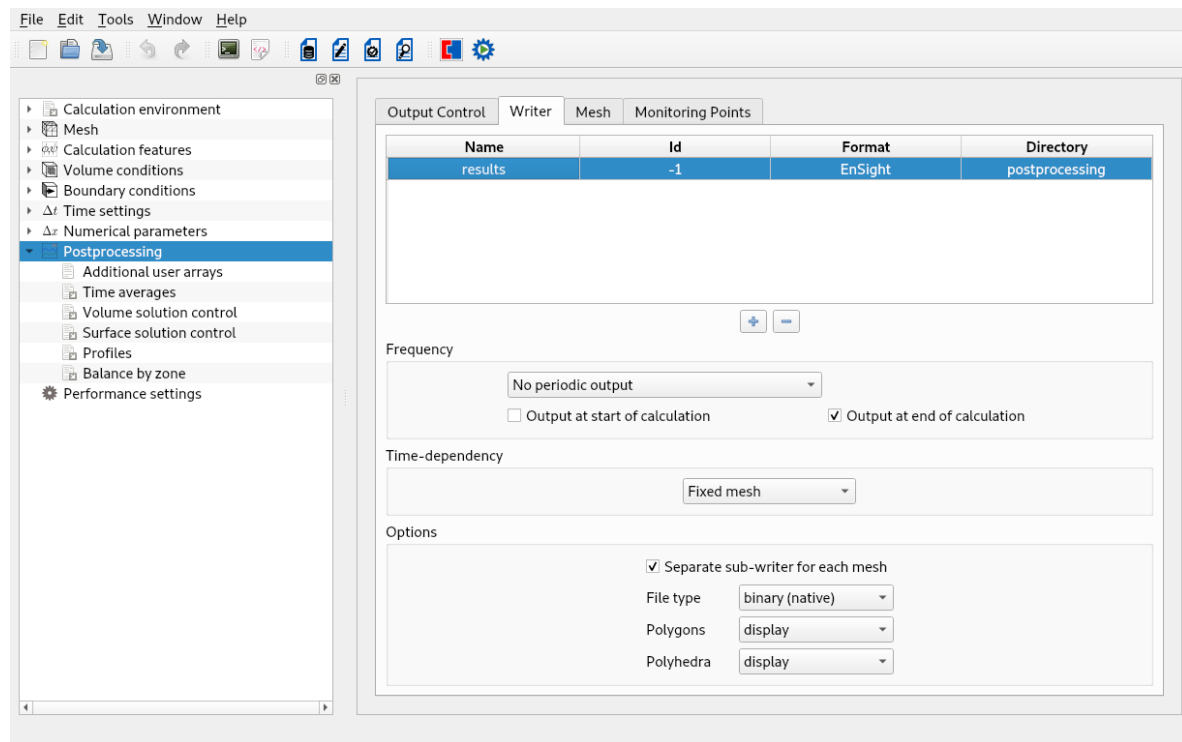 File Edit Tools Window Help
Calculation environment
Mesh
Calculation features
Volume conditions
Boundary conditions
Δt Time settings
Δx Numerical parameters
Postprocessing
Additional user arrays
Time averages
Volume solution control
Surface solution control
Profiles
Balance by zone
Performance settings
Output Control Writer Mesh Monitoring Points
Name Id Format Directory
results -1 EnSight postprocessing
Frequency
No periodic output
Output at start of calculation Output at end of calculation
Time-dependency
Fixed mesh
Options
Separate sub-writer for each mesh
File type binary (native)
Polygons display
Polyhedra display